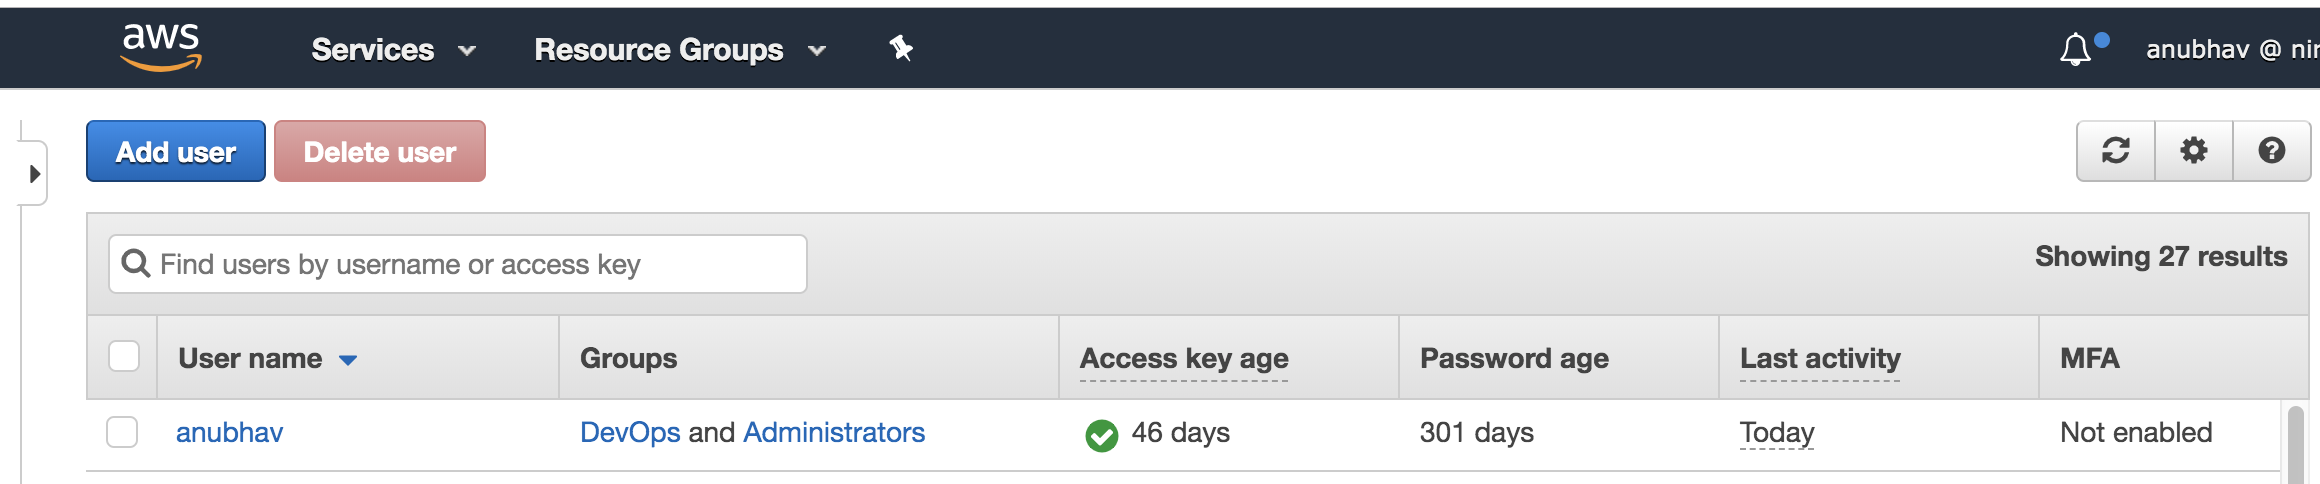 aws Services Resource Groups anubhav @ nin
Add user Delete user
Find users by username or access key Showing 27 results
User name Groups Access key age Password age Last activity MFA
anubhav DevOps and Administrators 46 days 301 days Today Not enabled